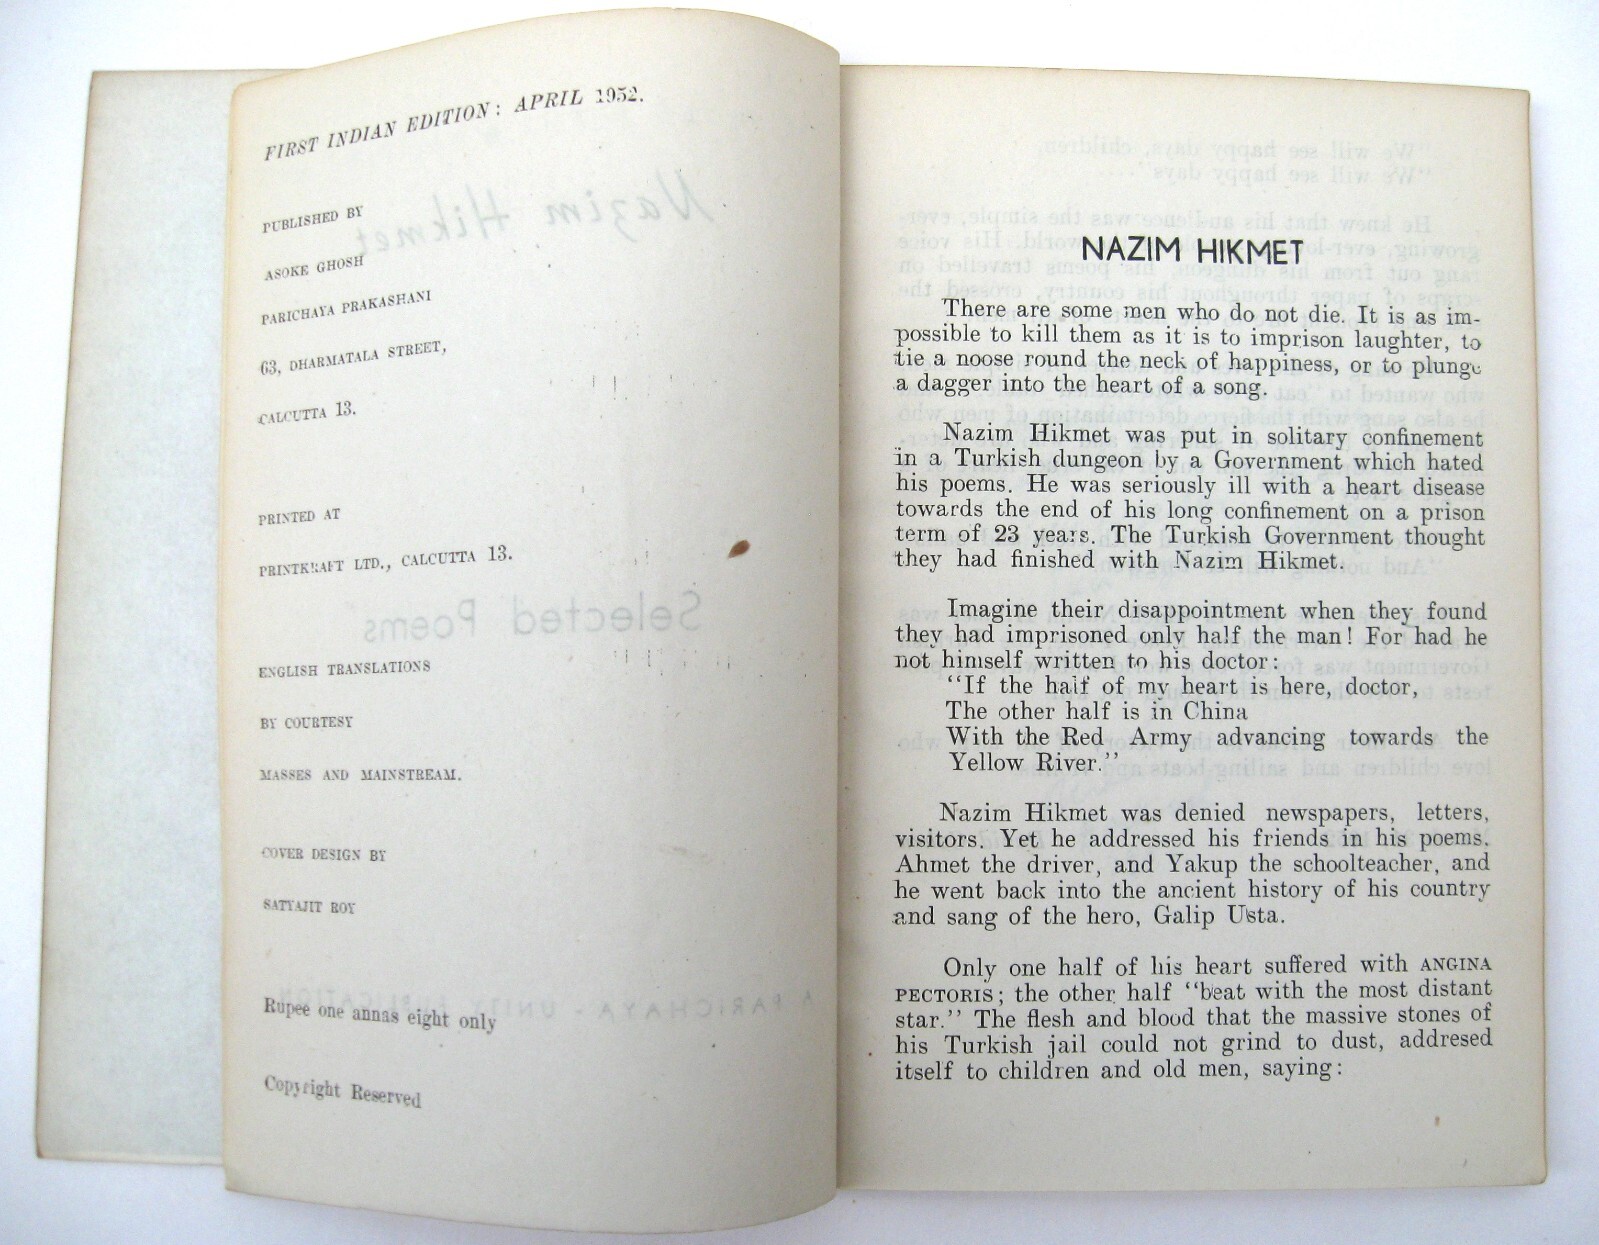 FIRST INDIAN EDITION: APRIL 1952.
PUBLISHED BY
ASOKE GHOSH
PARICHAYA PRAKASHANI
63, DHARMATALA STREET,
CALCUTTA 13.
PRINTED AT
PRINTKRAFT LTD., CALCUTTA 13.
ENGLISH TRANSLATIONS
BY COURTESY
MASSES AND MAINSTREAM.
COVER DESIGN BY
SATYAJIT ROY
Rupee one annas eight only
Copyright Reserved
NAZIM HIKMET
There are some men who do not die. It is as im-
possible to kill them as it is to imprison laughter, to
tie a noose round the neck of happiness, or to plunge
a dagger into the heart of a song.
Nazim Hikmet was put in solitary confinement
in a Turkish dungeon by a Government which hated
his poems. He was seriously ill with a heart disease
towards the end of his long confinement on a prison
term of 23 years. The Turkish Government thought
they had finished with Nazim Hikmet.
Imagine their disappointment when they found
they had imprisoned only half the man! For had he
not himself written to his doctor:
"If the half of my heart is here, doctor,
The other half is in China
With the Red Army advancing towards the
Yellow River."
Nazim Hikmet was denied newspapers, letters,
visitors. Yet he addressed his friends in his poems.
Ahmet the driver, and Yakup the schoolteacher, and
he went back into the ancient history of his country
and sang of the hero, Galip Usta.
Only one half of his heart suffered with ANGINA
PECTORIS; the other half "beat with the most distant
star." The flesh and blood that the massive stones of
his Turkish jail could not grind to dust, addresed
itself to children and old men, saying: